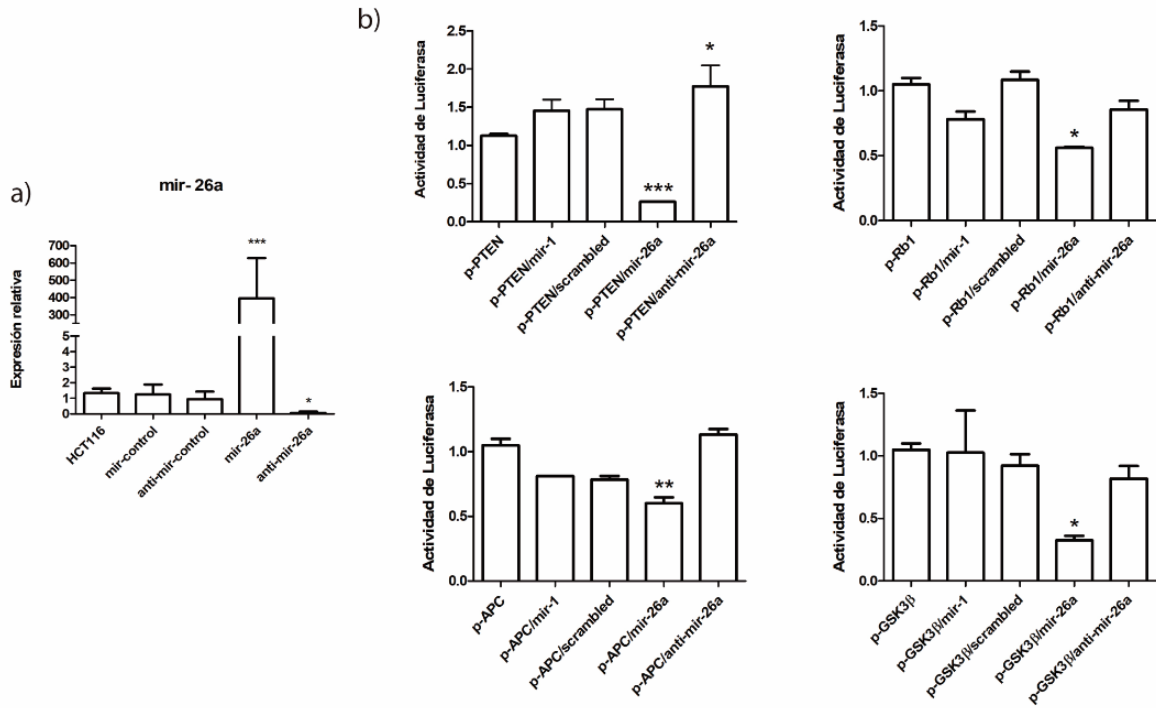 a)
mir- 26a
Expresión relativa
700
600
500
400
300
200
100
5
4
3
2
1
0
***
*
HCT116
mir-control
anti-mir-control
mir-26a
anti-mir-26a
b)
Actividad de Luciferasa
2.5
2.0
1.5
1.0
0.5
0.0
***
*
p-PTEN
p-PTEN/mir-1
p-PTEN/scrambled
p-PTEN/mir-26a
p-PTEN/anti-mir-26a
Actividad de Luciferasa
1.5
1.0
0.5
0.0
*
p-Rb1
p-Rb1/mir-1
p-Rb1/scrambled
p-Rb1/mir-26a
p-Rb1/anti-mir-26a
Actividad de Luciferasa
1.5
1.0
0.5
0.0
**
p-APC
p-APC/mir-1
p-APC/scrambled
p-APC/mir-26a
p-APC/anti-mir-26a
Actividad de Luciferasa
1.5
1.0
0.5
0.0
*
p-GSK3β
p-GSK3β/mir-1
p-GSK3β/scrambled
p-GSK3β/mir-26a
p-GSK3β/anti-mir-26a